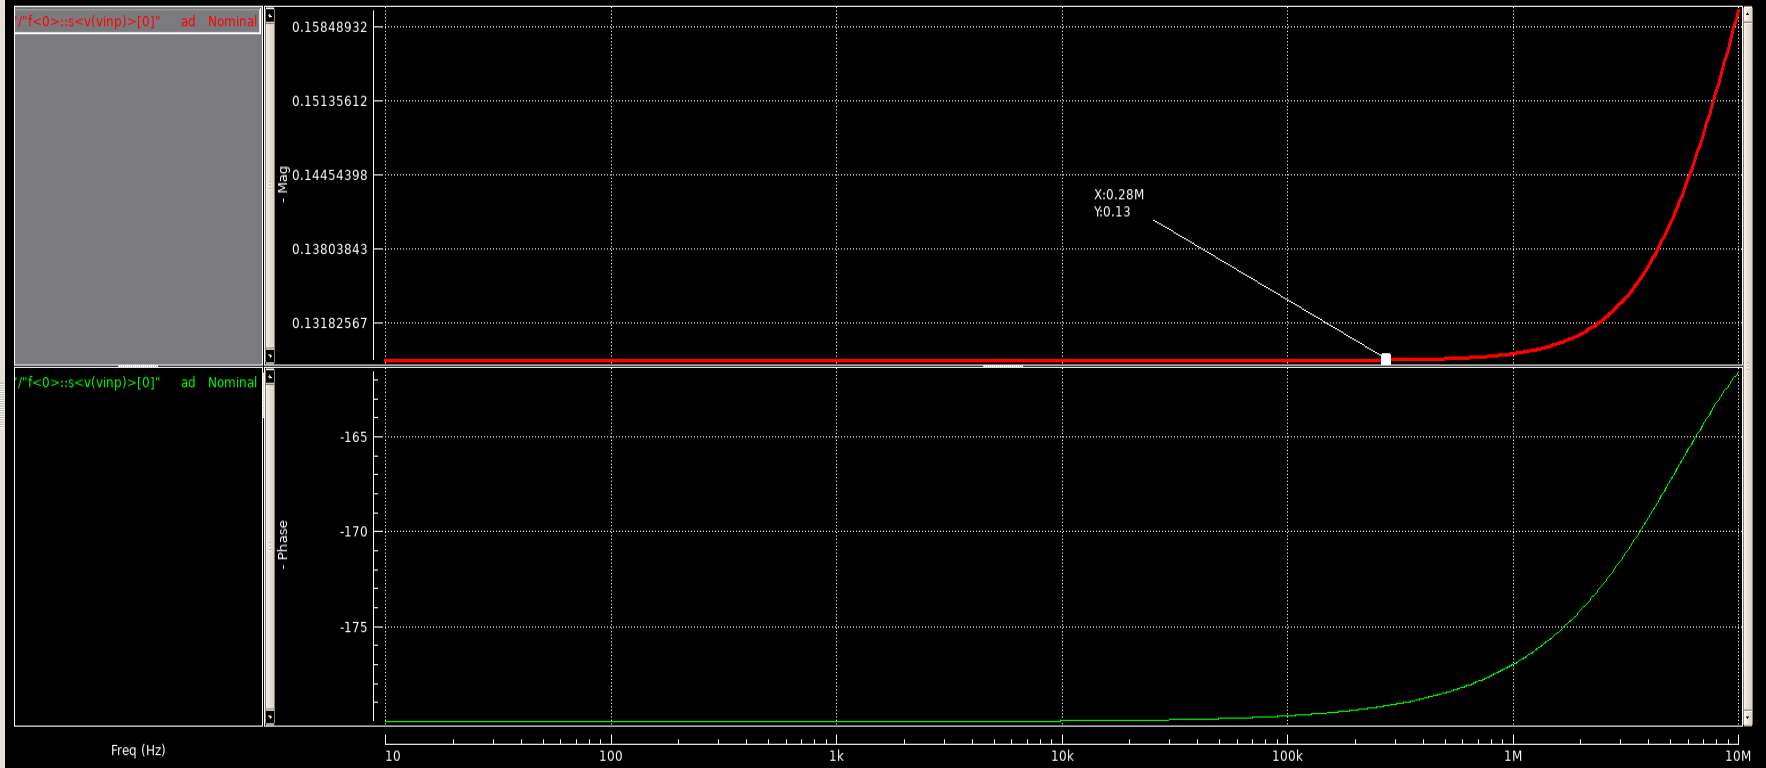 '/"f<0>::s<v(vinp)>[0]" ad Nominal
- Mag
0.15848932
0.15135612
0.14454398
0.13803843
0.13182567
X:0.28M
Y:0.13
'/"f<0>::s<v(vinp)>[0]" ad Nominal
- Phase
-165
-170
-175
Freq (Hz)
10 100 1k 10k 100k 1M 10M